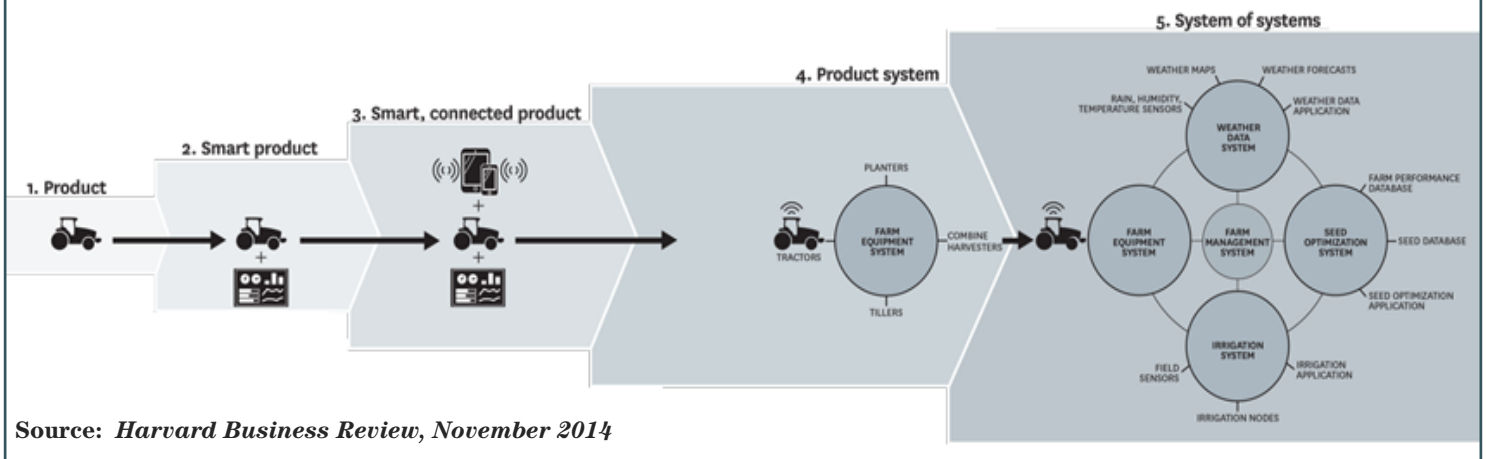 1. Product
2. Smart product
3. Smart, connected product
+
+
+
4. Product system
PLANTERS
TRACTORS
FARM
EQUIPMENT
SYSTEM
COMBINE
HARVESTERS
TILLERS
5. System of systems
WEATHER MAPS
WEATHER FORECASTS
RAIN, HUMIDITY,
TEMPERATURE SENSORS
WEATHER DATA
APPLICATION
WEATHER
DATA
SYSTEM
FARM
EQUIPMENT
SYSTEM
FARM
MANAGEMENT
SYSTEM
SEED
OPTIMIZATION
SYSTEM
FARM PERFORMANCE
DATABASE
SEED DATABASE
SEED OPTIMIZATION
APPLICATION
IRRIGATION
SYSTEM
FIELD
SENSORS
IRRIGATION
APPLICATION
IRRIGATION NODES
Source: Harvard Business Review, November 2014